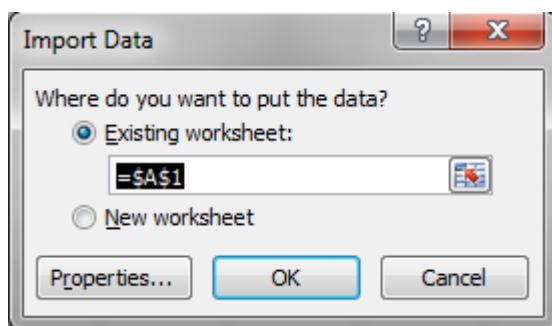 Import Data
Where do you want to put the data?
Existing worksheet:
=$A$1
New worksheet
Properties... OK Cancel